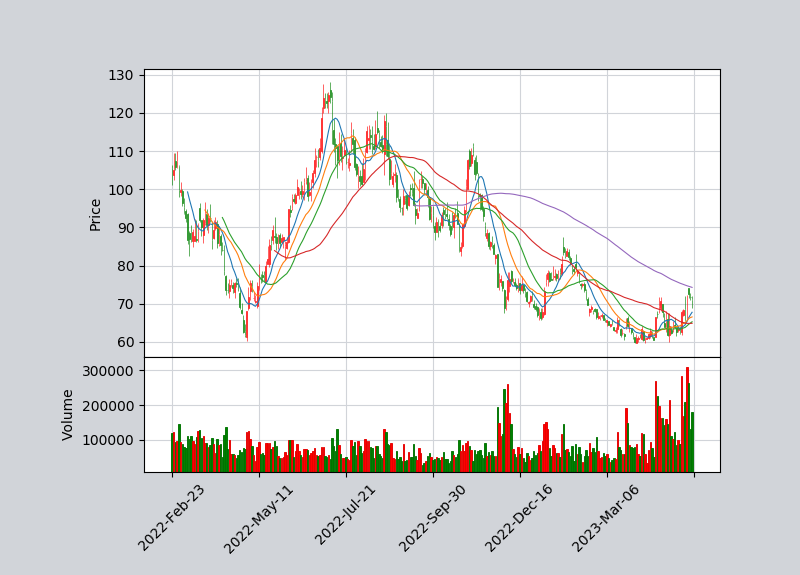 130
120
110
100
90
80
70
60
Price
300000
200000
100000
Volume
2022-Feb-23
2022-May-11
2022-Jul-21
2022-Sep-30
2022-Dec-16
2023-Mar-06